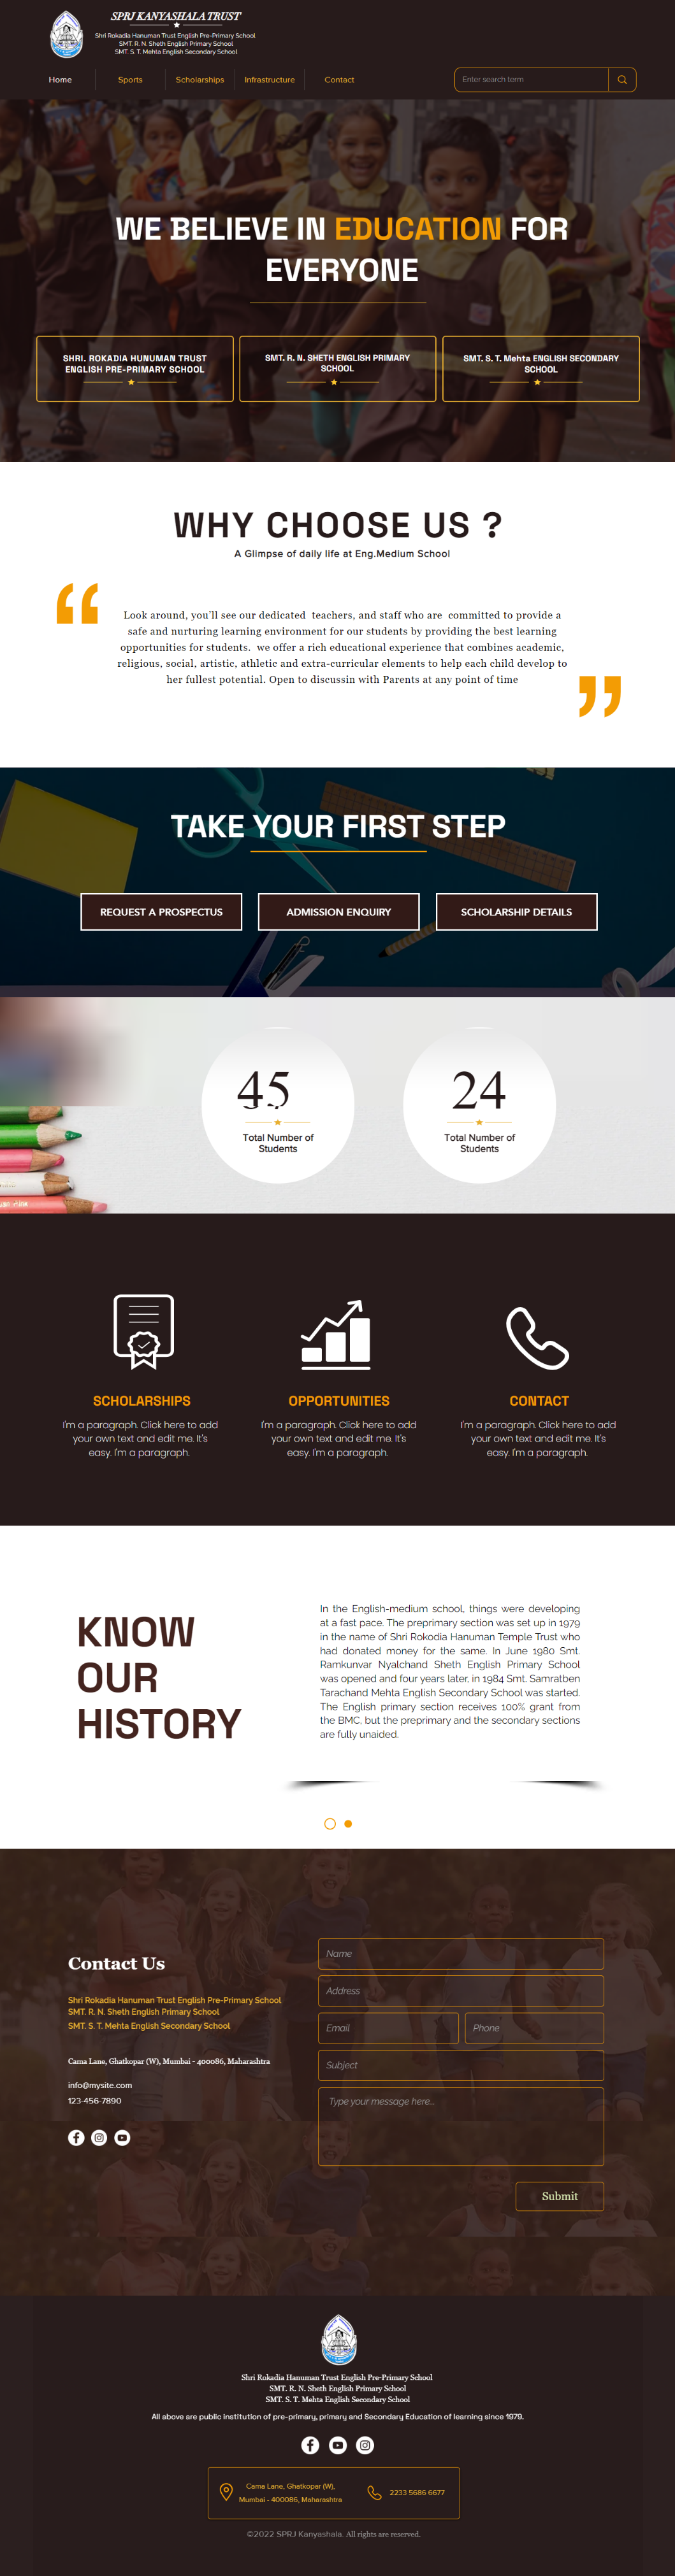 SPRJ KANYASHALA TRUST
Shri Rokadia Hanuman Trust English Pre-Primary School
SMT. R. N. Sheth English Primary School
SMT. S. T. Mehta English Secondary School
Home
Sports
Scholarships
Infrastructure
Contact
Enter search term
WE BELIEVE IN EDUCATION FOR
EVERYONE
SHRI. ROKADIA HUNUMAN TRUST
ENGLISH PRE-PRIMARY SCHOOL
SMT. R. N. SHETH ENGLISH PRIMARY
SCHOOL
SMT. S. T. Mehta ENGLISH SECONDARY
SCHOOL
WHY CHOOSE US ?
A Glimpse of daily life at Eng.Medium School
“
Look around, you’ll see our dedicated teachers, and staff who are committed to provide a
safe and nurturing learning environment for our students by providing the best learning
opportunities for students. we offer a rich educational experience that combines academic,
religious, social, artistic, athletic and extra-curricular elements to help each child develop to
her fullest potential. Open to discussin with Parents at any point of time
”
TAKE YOUR FIRST STEP
REQUEST A PROSPECTUS
ADMISSION ENQUIRY
SCHOLARSHIP DETAILS
45
Total Number of
Students
24
Total Number of
Students
SCHOLARSHIPS
I'm a paragraph. Click here to add
your own text and edit me. It's
easy. I'm a paragraph.
OPPORTUNITIES
I'm a paragraph. Click here to add
your own text and edit me. It's
easy. I'm a paragraph.
CONTACT
I'm a paragraph. Click here to add
your own text and edit me. It's
easy. I'm a paragraph.
KNOW
OUR
HISTORY
In the English-medium school, things were developing
at a fast pace. The preprimary section was set up in 1979
in the name of Shri Rokodia Hanuman Temple Trust who
had donated money for the same. In June 1980 Smt.
Ramkunvar Nyalchand Sheth English Primary School
was opened and four years later, in 1984 Smt. Samratben
Tarachand Mehta English Secondary School was started.
The English primary section receives 100% grant from
the BMC, but the preprimary and the secondary sections
are fully unaided.
Contact Us
Shri Rokadia Hanuman Trust English Pre-Primary School
SMT. R. N. Sheth English Primary School
SMT. S. T. Mehta English Secondary School
Cama Lane, Ghatkopar (W), Mumbai - 400086, Maharashtra
info@mysite.com
123-456-7890
Name
Address
Email
Phone
Subject
Type your message here...
Submit
Shri Rokadia Hanuman Trust English Pre-Primary School
SMT. R. N. Sheth English Primary School
SMT. S. T. Mehta English Secondary School
All above are public institution of pre-primary, primary and Secondary Education of learning since 1979.
Cama Lane, Ghatkopar (W),
Mumbai - 400086, Maharashtra
2233 5686 6677
©2022 SPRJ Kanyashala. All rights are reserved.